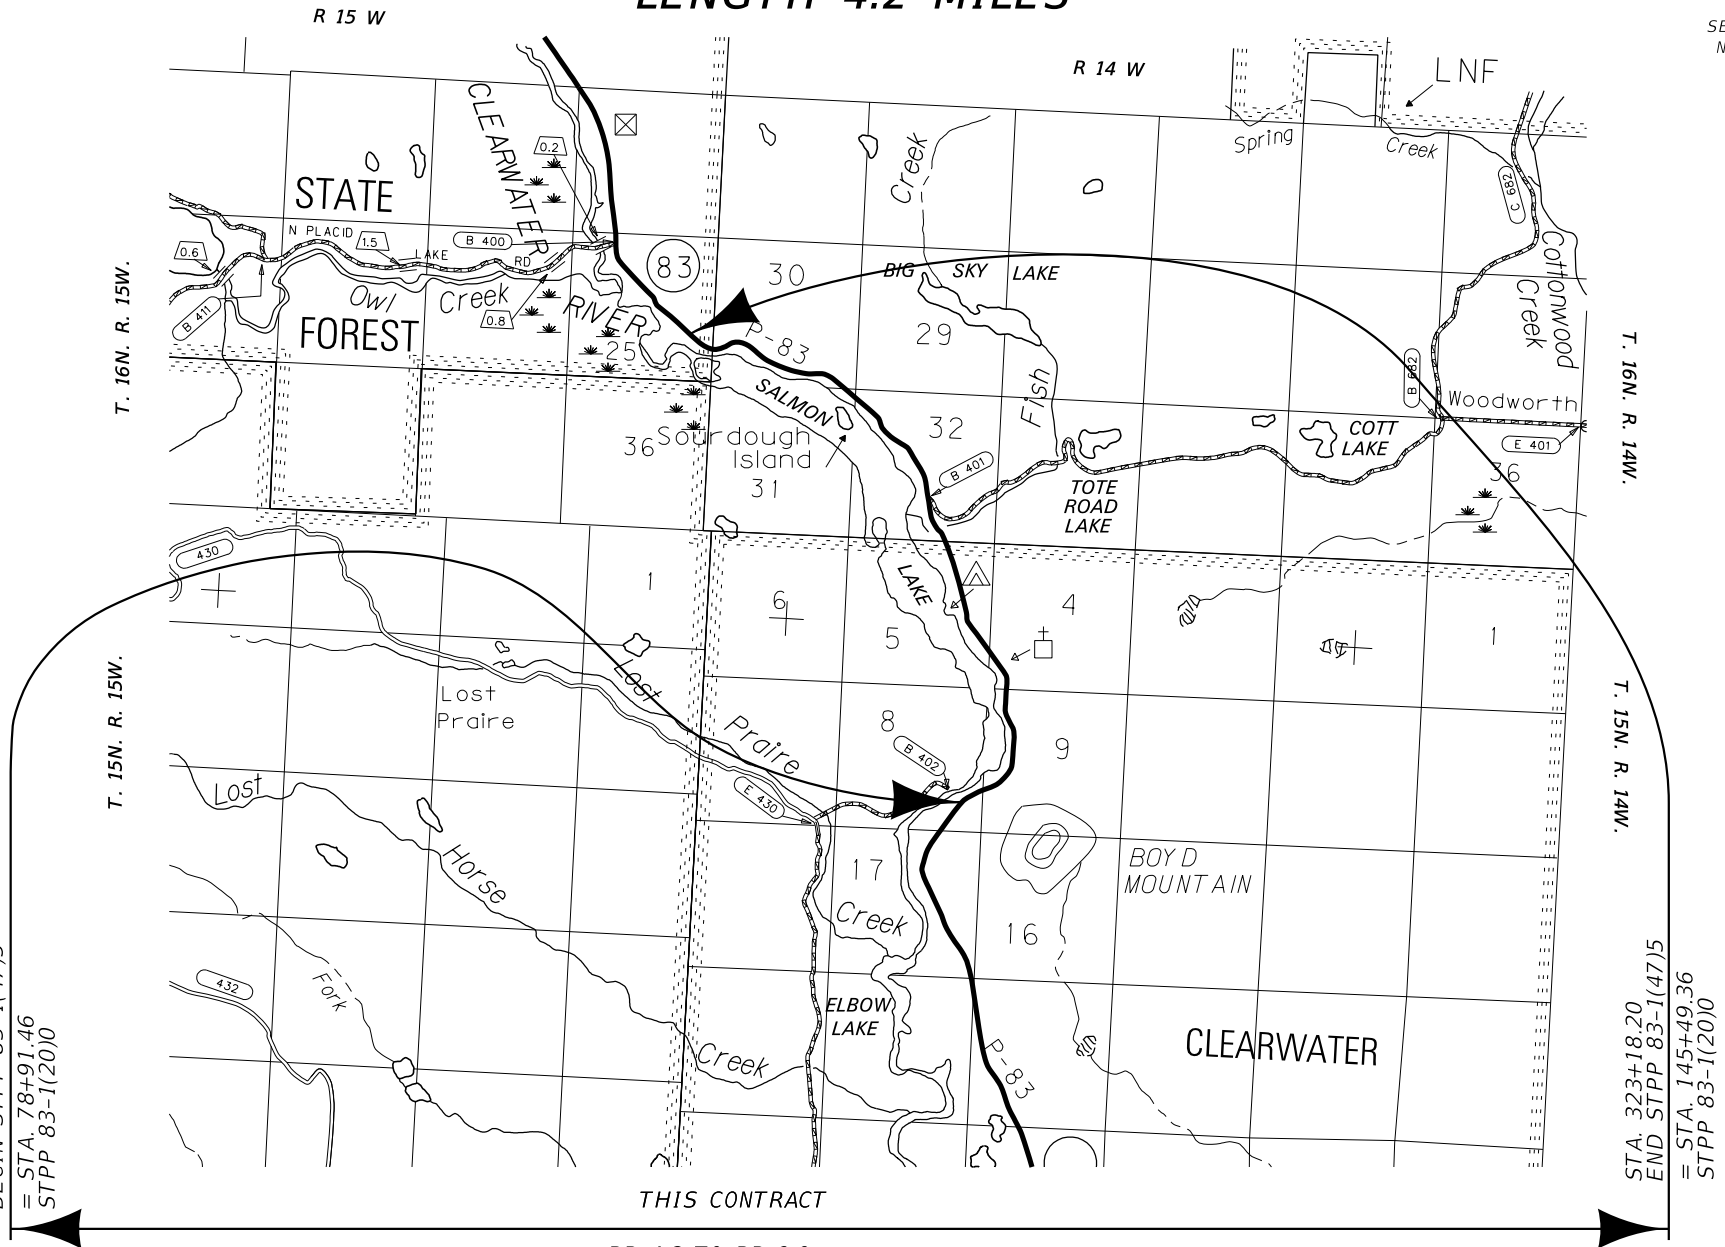 LENGTH 4.2 MILES
R 15 W
R 14 W
LNF
CLEARWATER
RIVER
0.2
STATE
FOREST
Creek
Spring
Creek
C 682
N PLACID
LAKE
RD
1.5
B 400
0.6
B 411
Owl
Creek
0.8
83
30
BIG SKY LAKE
29
P-83
25
Cottonwood
Creek
T. 16N. R. 15W.
T. 16N. R. 14W.
SALMON
Fish
B 682
Woodworth
36
Sourdough
Island
31
32
B 401
COTT
LAKE
E 401
36
TOTE
ROAD
LAKE
430
1
6
LAKE
5
4
1
Lost
Praire
Lost
Praire
8
B 402
9
T. 15N. R. 15W.
T. 15N. R. 14W.
Lost
E 430
Horse
17
BOYD
MOUNTAIN
Creek
16
432
Fork
ELBOW
LAKE
CLEARWATER
Creek
P-83
= STA. 78+91.46
STPP 83-1(20)0
STA. 323+18.20
END STPP 83-1(47)5
= STA. 145+49.36
STPP 83-1(20)0
THIS CONTRACT